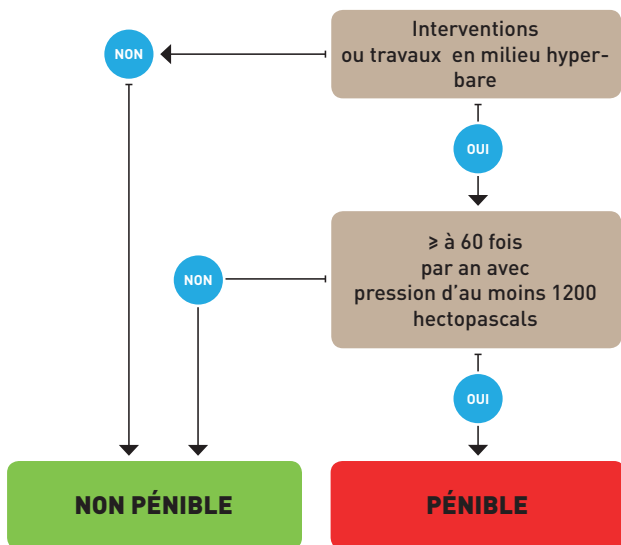 Interventions
ou travaux en milieu hyper-
bare
NON
OUI
≥ à 60 fois
par an avec
pression d'au moins 1200
hectopascals
NON
OUI
NON PÉNIBLE
PÉNIBLE